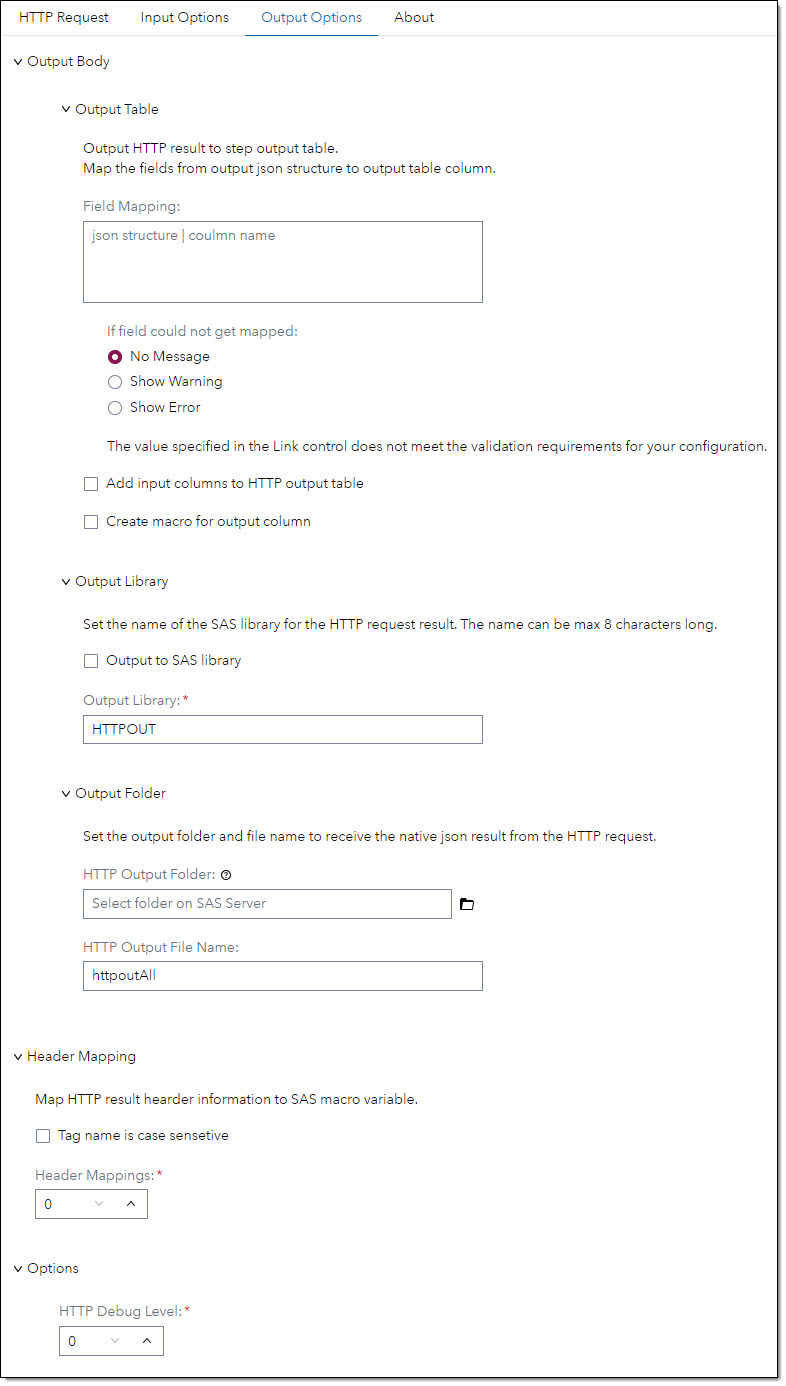 HTTP Request Input Options Output Options About
Output Body
Output Table
Output HTTP result to step output table.
Map the fields from output json structure to output table column.
Field Mapping:
json structure | coulmn name
If field could not get mapped:
No Message
Show Warning
Show Error
The value specified in the Link control does not meet the validation requirements for your configuration.
Add input columns to HTTP output table
Create macro for output column
Output Library
Set the name of the SAS library for the HTTP request result. The name can be max 8 characters long.
Output to SAS library
Output Library:*
HTTPOUT
Output Folder
Set the output folder and file name to receive the native json result from the HTTP request.
HTTP Output Folder: ?
Select folder on SAS Server
HTTP Output File Name:
httpoutAll
Header Mapping
Map HTTP result hearder information to SAS macro variable.
Tag name is case sensetive
Header Mappings:*
0
Options
HTTP Debug Level:*
0